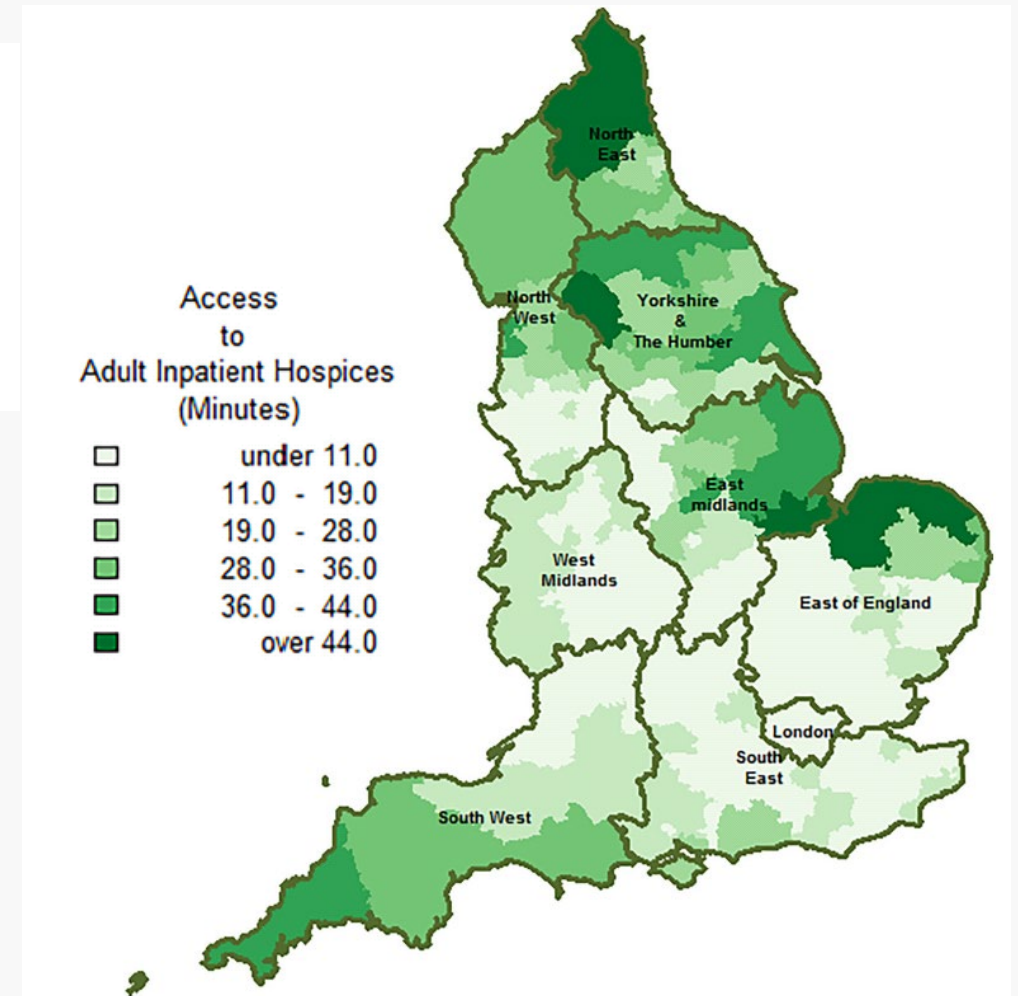 Access
to
Adult Inpatient Hospices
(Minutes)
under 11.0
11.0 - 19.0
19.0 - 28.0
28.0 - 36.0
36.0 - 44.0
over 44.0
North
East
North
West
Yorkshire
&
The Humber
East
midlands
West
Midlands
East of England
London
South
East
South West